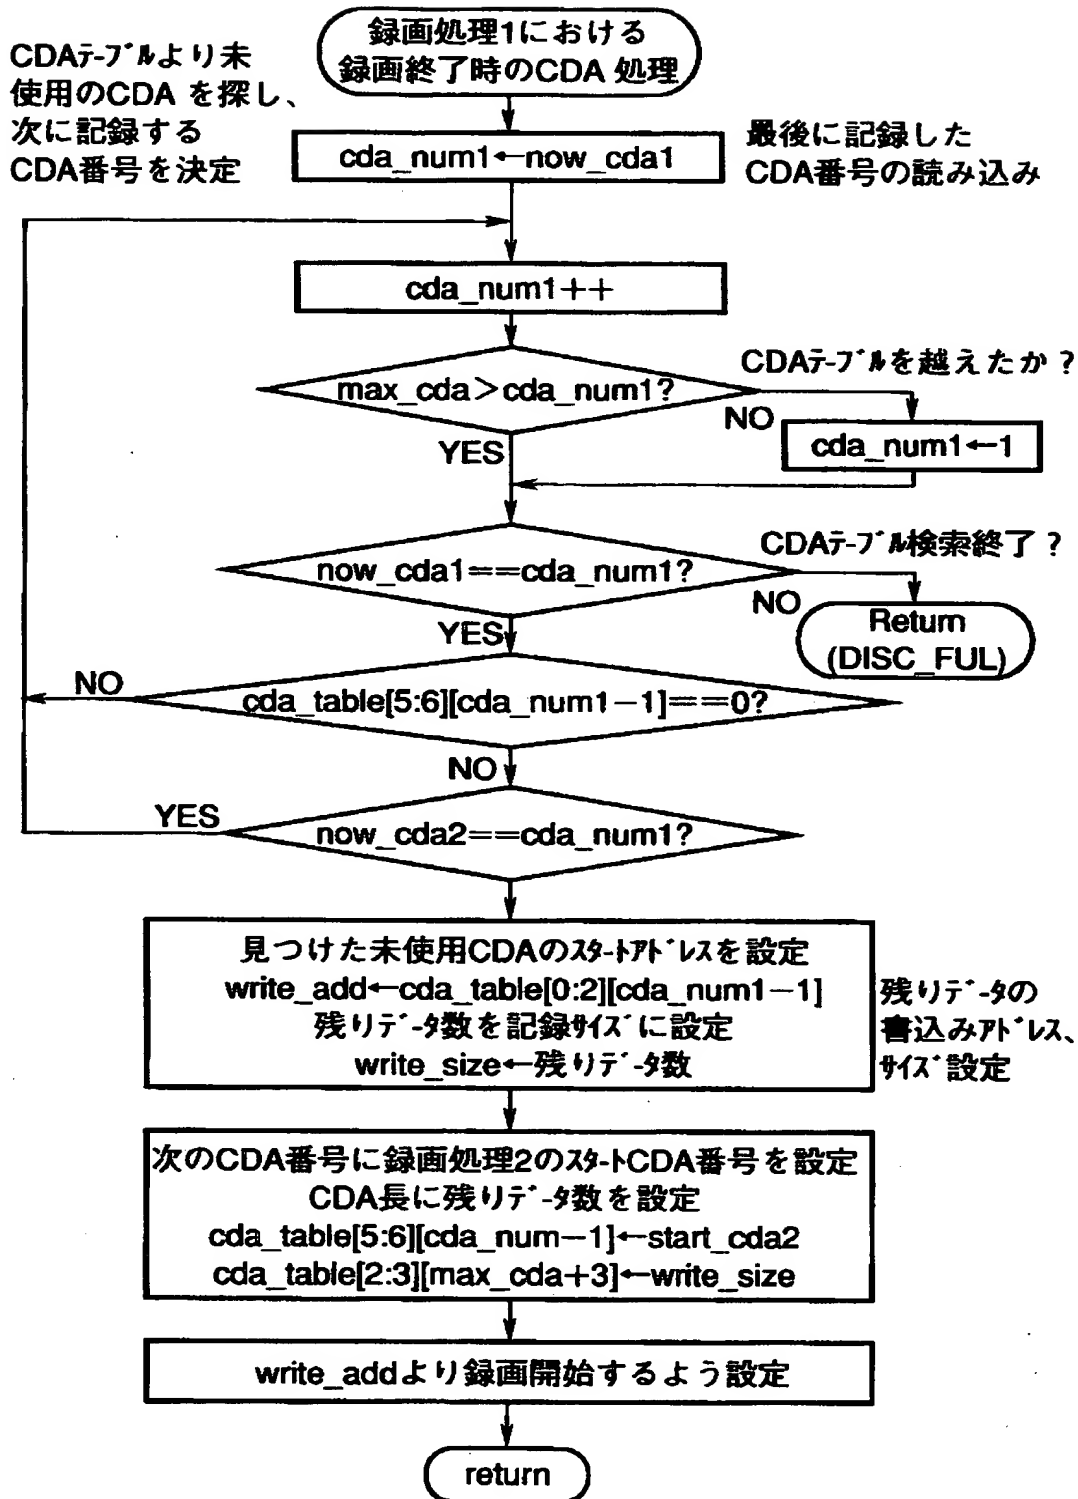 録画処理1における
録画終了時のCDA 処理
CDAテーブルより未
使用のCDA を探し、
次に記録する
CDA番号を決定
cda_num1←now_cda1
最後に記録した
CDA番号の読み込み
cda_num1++
CDAテーブルを越えたか?
max_cda>cda_num1?
NO
YES
cda_num1←1
CDAテーブル検索終了?
now_cda1==cda_num1?
NO
YES
Return
(DISC_FUL)
NO
cda_table[5:6][cda_num1−1]==0?
NO
YES
now_cda2==cda_num1?
見つけた未使用CDAのスタートアドレスを設定
write_add←cda_table[0:2][cda_num1−1]
残りデータ数を記録サイズに設定
write_size←残りデータ数
残りデータの
書込みアドレス、
サイズ設定
次のCDA番号に録画処理2のスタートCDA番号を設定
CDA長に残りデータ数を設定
cda_table[5:6][cda_num−1]←start_cda2
cda_table[2:3][max_cda+3]←write_size
write_addより録画開始するよう設定
return